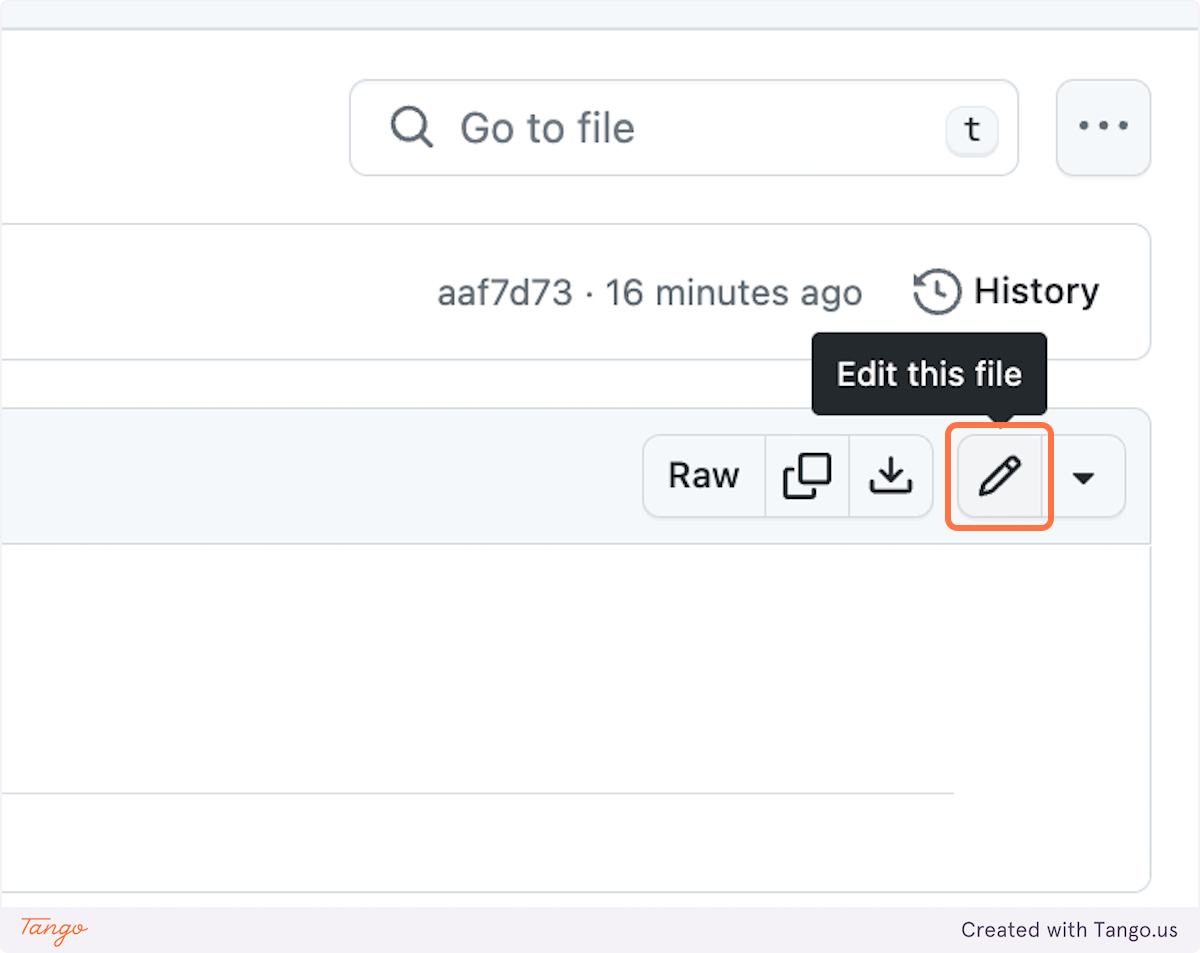 Go to file
t
aaf7d73 · 16 minutes ago
History
Edit this file
Raw
Tango
Created with Tango.us